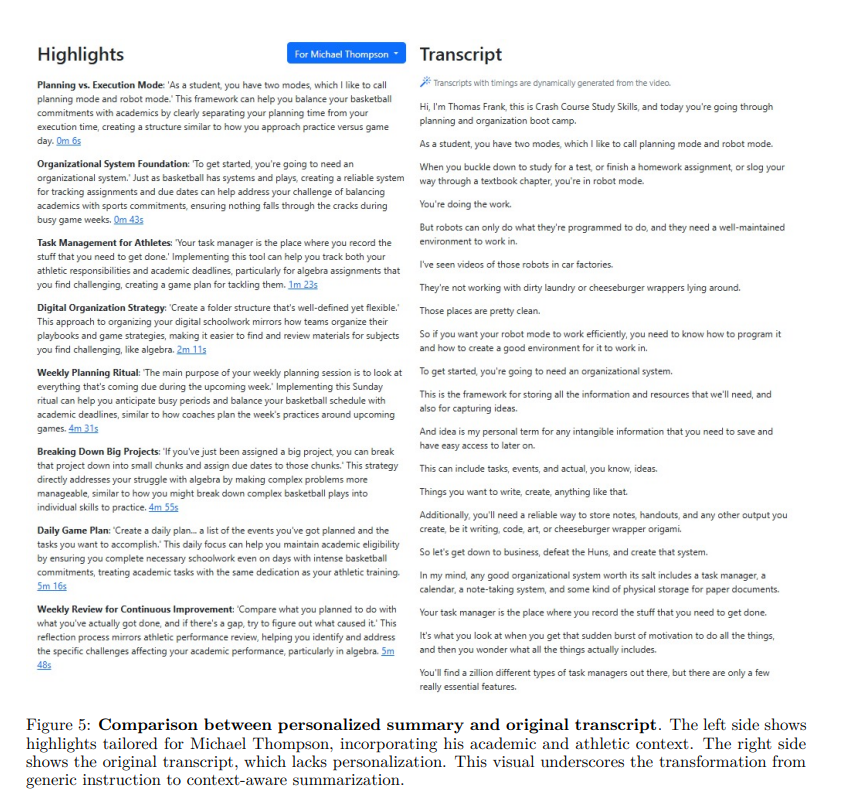 Highlights
For Michael Thompson
Planning vs. Execution Mode: 'As a student, you have two modes, which I like to call
planning mode and robot mode.' This framework can help you balance your basketball
commitments with academics by clearly separating your planning time from your
execution time, creating a structure similar to how you approach practice versus game
day. 0m 6s
Organizational System Foundation: 'To get started, you're going to need an
organizational system.' Just as basketball has systems and plays, creating a reliable system
for tracking assignments and due dates can help address your challenge of balancing
academics with sports commitments, ensuring nothing falls through the cracks during
busy game weeks. 0m 43s
Task Management for Athletes: 'Your task manager is the place where you record the
stuff that you need to get done.' Implementing this tool can help you track both your
athletic responsibilities and academic deadlines, particularly for algebra assignments that
you find challenging, creating a game plan for tackling them. 1m 23s
Digital Organization Strategy: 'Create a folder structure that's well-defined yet flexible.'
This approach to organizing your digital schoolwork mirrors how teams organize their
playbooks and game strategies, making it easier to find and review materials for subjects
you find challenging, like algebra. 2m 11s
Weekly Planning Ritual: 'The main purpose of your weekly planning session is to look at
everything that's coming due during the upcoming week.' Implementing this Sunday
ritual can help you anticipate busy periods and balance your basketball schedule with
academic deadlines, similar to how coaches plan the week's practices around upcoming
games. 4m 31s
Breaking Down Big Projects: 'If you've just been assigned a big project, you can break
that project down into small chunks and assign due dates to those chunks.' This strategy
directly addresses your struggle with algebra by making complex problems more
manageable, similar to how you might break down complex basketball plays into
individual skills to practice. 4m 55s
Daily Game Plan: 'Create a daily plan... a list of the events you've got planned and the
tasks you want to accomplish.' This daily focus can help you maintain academic eligibility
by ensuring you complete necessary schoolwork even on days with intense basketball
commitments, treating academic tasks with the same dedication as your athletic training.
5m 16s
Weekly Review for Continuous Improvement: 'Compare what you planned to do with
what you've actually got done, and if there's a gap, try to figure out what caused it.' This
reflection process mirrors athletic performance review, helping you identify and address
the specific challenges affecting your academic performance, particularly in algebra. 5m
48s
Transcript
Transcripts with timings are dynamically generated from the video.
Hi, I'm Thomas Frank, this is Crash Course Study Skills, and today you're going through
planning and organization boot camp.
As a student, you have two modes, which I like to call planning mode and robot mode.
When you buckle down to study for a test, or finish a homework assignment, or slog your
way through a textbook chapter, you're in robot mode.
You're doing the work.
But robots can only do what they're programmed to do, and they need a well-maintained
environment to work in.
I've seen videos of those robots in car factories.
They're not working with dirty laundry or cheeseburger wrappers lying around.
Those places are pretty clean.
So if you want your robot mode to work efficiently, you need to know how to program it
and how to create a good environment for it to work in.
To get started, you're going to need an organizational system.
This is the framework for storing all the information and resources that we'll need, and
also for capturing ideas.
And idea is my personal term for any intangible information that you need to save and
have easy access to later on.
This can include tasks, events, and actual, you know, ideas.
Things you want to write, create, anything like that.
Additionally, you'll need a reliable way to store notes, handouts, and any other output you
create, be it writing, code, art, or cheeseburger wrapper origami.
So let's get down to business, defeat the Huns, and create that system.
In my mind, any good organizational system worth its salt includes a task manager, a
calendar, a note-taking system, and some kind of physical storage for paper documents.
Your task manager is the place where you record the stuff that you need to get done.
It's what you look at when you get that sudden burst of motivation to do all the things,
and then you wonder what all the things actually includes.
You'll find a zillion different types of task managers out there, but there are only a few
really essential features.
Figure 5: Comparison between personalized summary and original transcript. The left side shows
highlights tailored for Michael Thompson, incorporating his academic and athletic context. The right side
shows the original transcript, which lacks personalization. This visual underscores the transformation from
generic instruction to context-aware summarization.